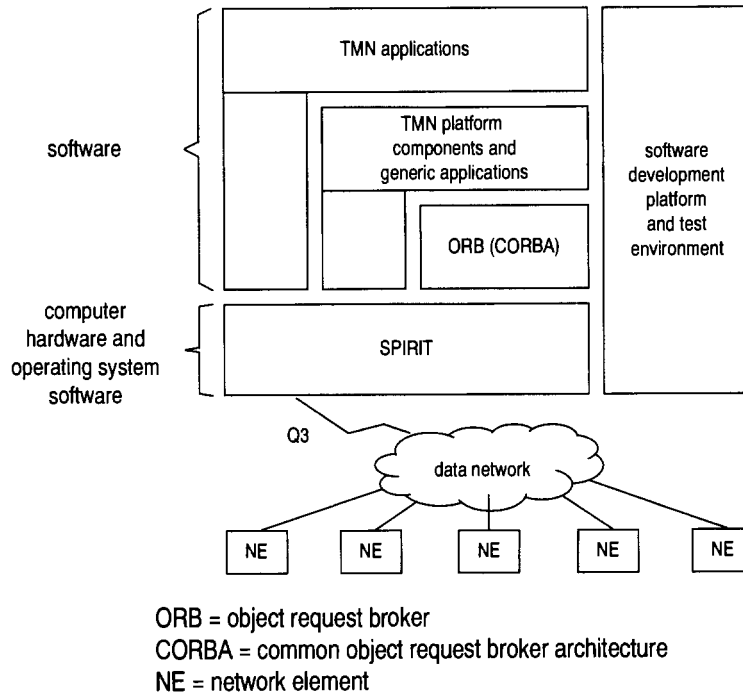 TMN applications
software
TMN platform
components and
generic applications
software
development
platform
and test
environment
ORB (CORBA)
computer
hardware and
operating system
software
SPIRIT
Q3
data network
NE
NE
NE
NE
NE
ORB = object request broker
CORBA = common object request broker architecture
NE = network element